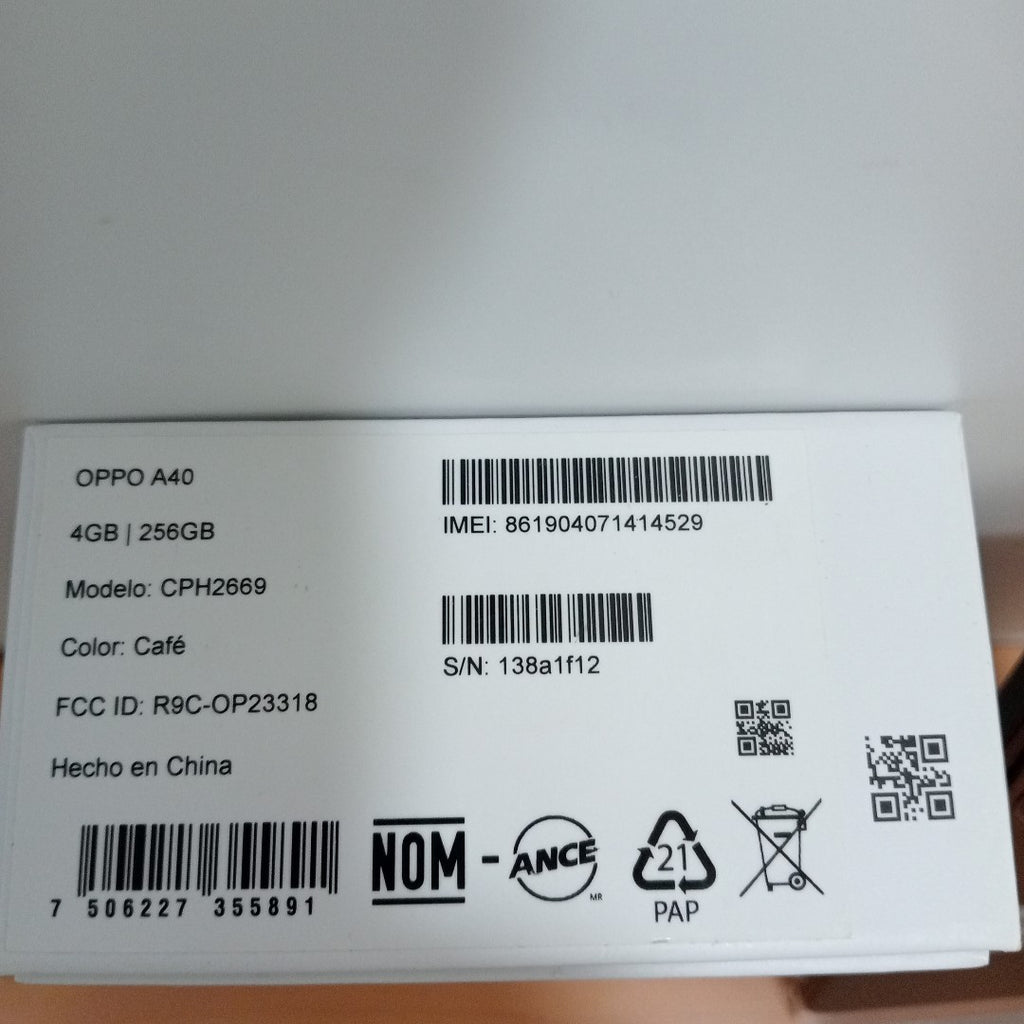 OPPO A40
4GB | 256GB
Modelo: CPH2669
Color: Café
FCC ID: R9C-OP23318
Hecho en China
7 506227 355891
IMEI: 861904071414529
S/N: 138a1f12
NOM - ANCE MR
21
PAP